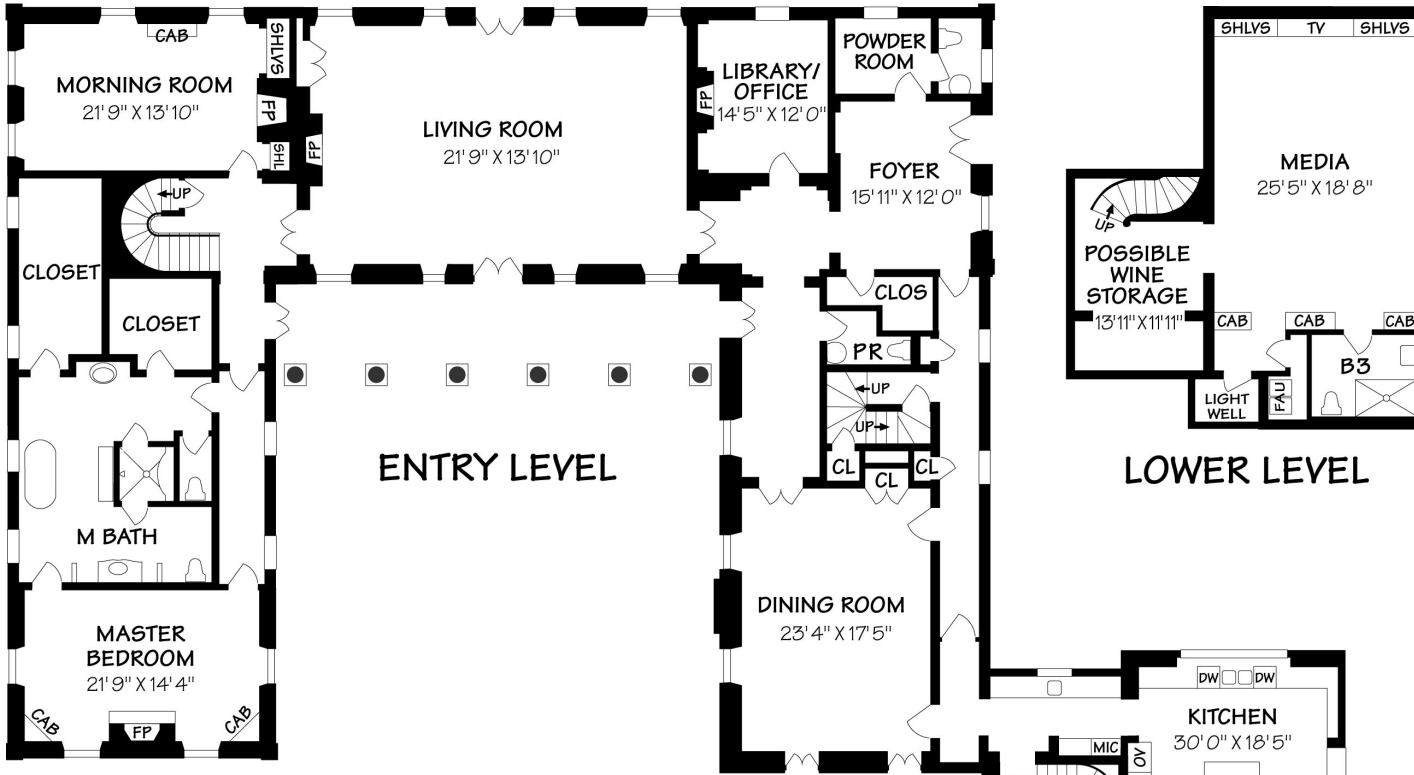 CAB
SHLVS
MORNING ROOM
21'9" X 13'10"
FP
SHL
FP
LIVING ROOM
21'9" X 13'10"
LIBRARY/
OFFICE
14'5" X 12'0"
FP
POWDER
ROOM
FOYER
15'11" X 12'0"
UP
CLOSET
CLOSET
CLOS
PR
UP
UP
CL
CL
CL
ENTRY LEVEL
M BATH
MASTER
BEDROOM
21'9" X 14'4"
CAB
FP
CAB
DINING ROOM
23'4" X 17'5"
SHLVS
TV
SHLVS
MEDIA
25'5" X 18'8"
UP
POSSIBLE
WINE
STORAGE
13'11" X 11'11"
CAB
CAB
CAB
B3
LIGHT
WELL
FAU
LOWER LEVEL
DW
DW
KITCHEN
30'0" X 18'5"
MIC
OV